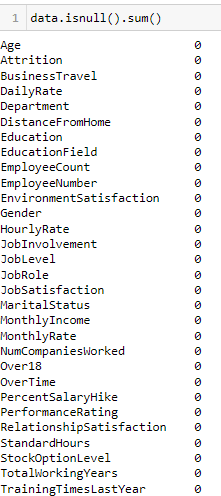 1 data.isnull().sum()
Age 0
Attrition 0
BusinessTravel 0
DailyRate 0
Department 0
DistanceFromHome 0
Education 0
EducationField 0
EmployeeCount 0
EmployeeNumber 0
EnvironmentSatisfaction 0
Gender 0
HourlyRate 0
JobInvolvement 0
JobLevel 0
JobRole 0
JobSatisfaction 0
MaritalStatus 0
MonthlyIncome 0
MonthlyRate 0
NumCompaniesWorked 0
Over18 0
OverTime 0
PercentSalaryHike 0
PerformanceRating 0
RelationshipSatisfaction 0
StandardHours 0
StockOptionLevel 0
TotalWorkingYears 0
TrainingTimesLastYear 0